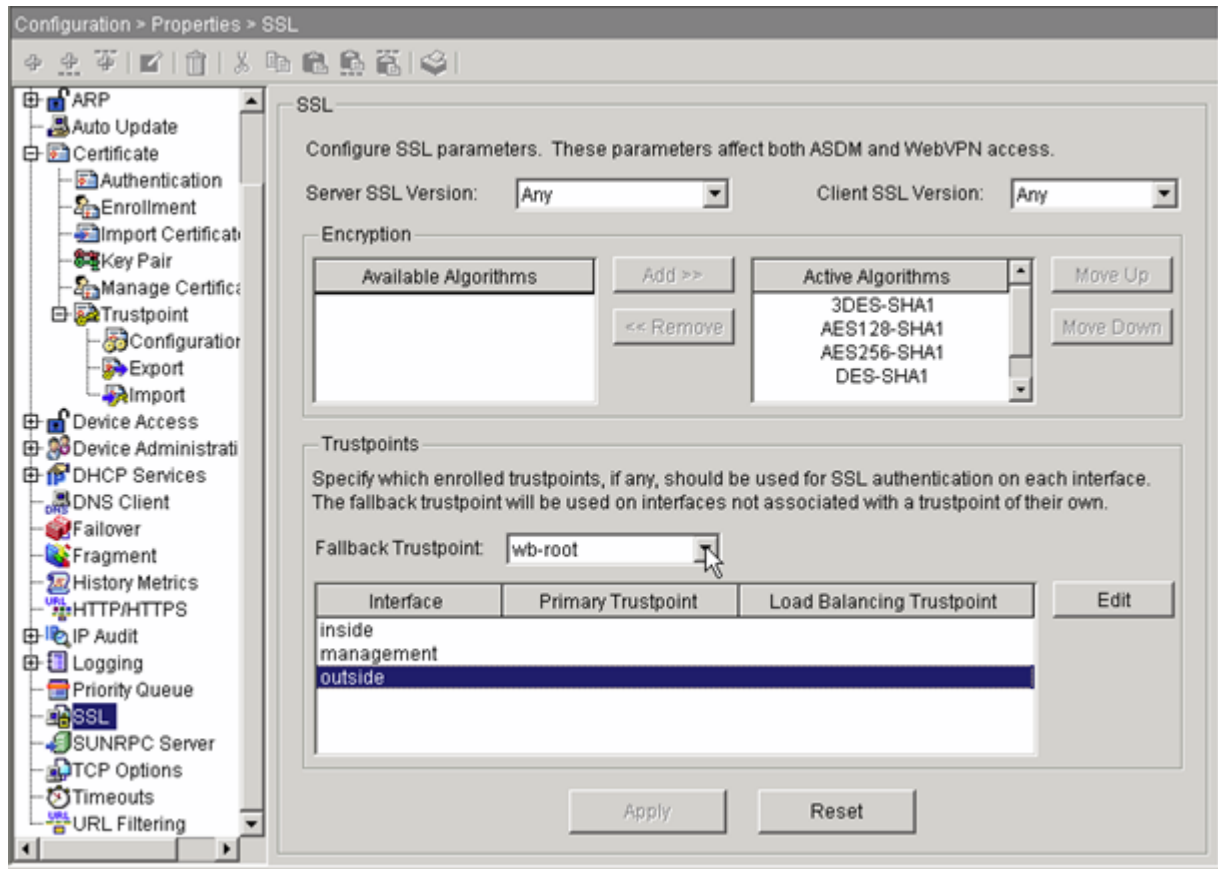 Configuration > Properties > SSL
ARP
Auto Update
Certificate
Authentication
Enrollment
Import Certificat
Key Pair
Manage Certific
Trustpoint
Configuration
Export
Import
Device Access
Device Administrati
DHCP Services
DNS Client
Failover
Fragment
History Metrics
HTTP/HTTPS
IP Audit
Logging
Priority Queue
SSL
SUNRPC Server
TCP Options
Timeouts
URL Filtering
SSL
Configure SSL parameters. These parameters affect both ASDM and WebVPN access.
Server SSL Version: Any Client SSL Version: Any
Encryption
Available Algorithms Add >> Active Algorithms Move Up
<< Remove Move Down
3DES-SHA1
AES128-SHA1
AES256-SHA1
DES-SHA1
Trustpoints
Specify which enrolled trustpoints, if any, should be used for SSL authentication on each interface.
The fallback trustpoint will be used on interfaces not associated with a trustpoint of their own.
Fallback Trustpoint: wb-root
Interface Primary Trustpoint Load Balancing Trustpoint Edit
inside
management
outside
Apply Reset